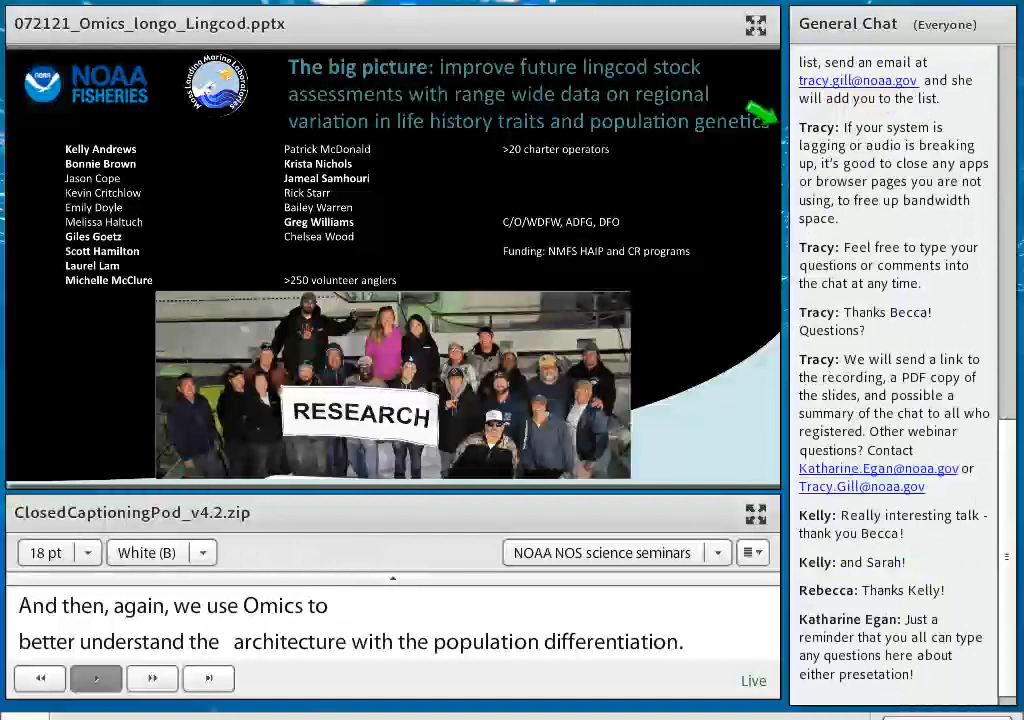 072121_Omics_longo_Lingcod.pptx
NOAA
NOAA
FISHERIES
Moss Landing Marine Laboratories
The big picture: improve future lingcod stock
assessments with range wide data on regional
variation in life history traits and population genetics
Kelly Andrews
Bonnie Brown
Jason Cope
Kevin Critchlow
Emily Doyle
Melissa Haltuch
Giles Goetz
Scott Hamilton
Laurel Lam
Michelle McClure
Patrick McDonald
Krista Nichols
Jameal Samhouri
Rick Starr
Bailey Warren
Greg Williams
Chelsea Wood
>250 volunteer anglers
>20 charter operators
C/O/WDFW, ADFG, DFO
Funding: NMFS HAIP and CR programs
RESEARCH
ClosedCaptioningPod_v4.2.zip
18 pt
White (B)
NOAA NOS science seminars
And then, again, we use Omics to
better understand the architecture with the population differentiation.
Live
General Chat (Everyone)
list, send an email at
tracy.gill@noaa.gov and she
will add you to the list.
Tracy: If your system is
lagging or audio is breaking
up, it's good to close any apps
or browser pages you are not
using, to free up bandwidth
space.
Tracy: Feel free to type your
questions or comments into
the chat at any time.
Tracy: Thanks Becca!
Questions?
Tracy: We will send a link to
the recording, a PDF copy of
the slides, and possible a
summary of the chat to all who
registered. Other webinar
questions? Contact
Katharine.Egan@noaa.gov or
Tracy.Gill@noaa.gov
Kelly: Really interesting talk -
thank you Becca!
Kelly: and Sarah!
Rebecca: Thanks Kelly!
Katharine Egan: Just a
reminder that you all can type
any questions here about
either presetation!